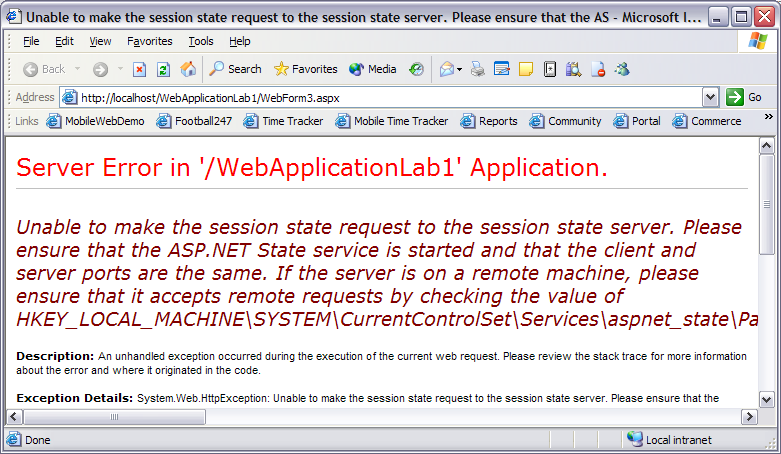 Unable to make the session state request to the session state server. Please ensure that the AS - Microsoft I...
File Edit View Favorites Tools Help
Back Search Favorites Media
Address http://localhost/WebApplicationLab1/WebForm3.aspx Go
Links MobileWebDemo Football247 Time Tracker Mobile Time Tracker Reports Community Portal Commerce »
Server Error in '/WebApplicationLab1' Application.
Unable to make the session state request to the session state server. Please
ensure that the ASP.NET State service is started and that the client and
server ports are the same. If the server is on a remote machine, please
ensure that it accepts remote requests by checking the value of
HKEY_LOCAL_MACHINE\SYSTEM\CurrentControlSet\Services\aspnet_state\Pa
Description: An unhandled exception occurred during the execution of the current web request. Please review the stack trace for more information
about the error and where it originated in the code.
Exception Details: System.Web.HttpException: Unable to make the session state request to the session state server. Please ensure that the
Done Local intranet